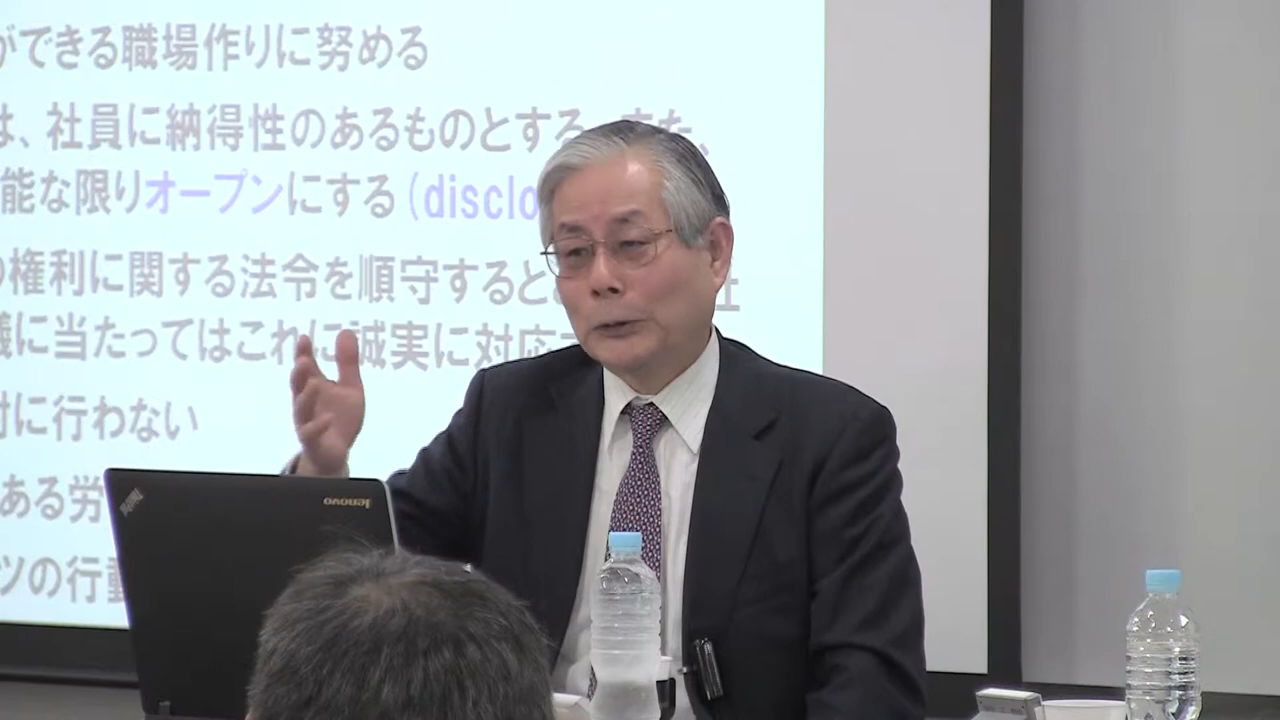 ができる職場作りに努める
は、社員に納得性のあるものとする。また、
能な限りオープンにする(disclo
の権利に関する法令を順守すると
議に当たってはこれに誠実に対応
対に行わない
ある労
ツの行動
ThinkPad
lenovo